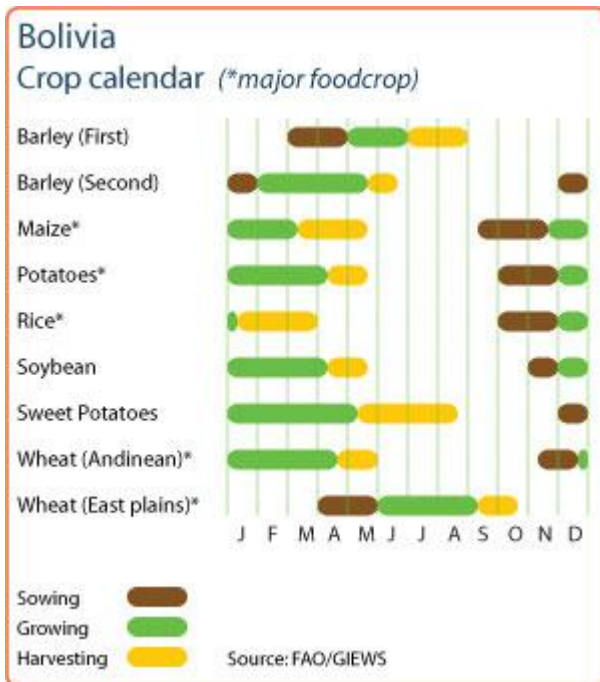 Bolivia
Crop calendar (*major foodcrop)
Barley (First)
Barley (Second)
Maize*
Potatoes*
Rice*
Soybean
Sweet Potatoes
Wheat (Andinean)*
Wheat (East plains)*
J F M A M J J A S O N D
Sowing
Growing
Harvesting Source: FAO/GIEWS